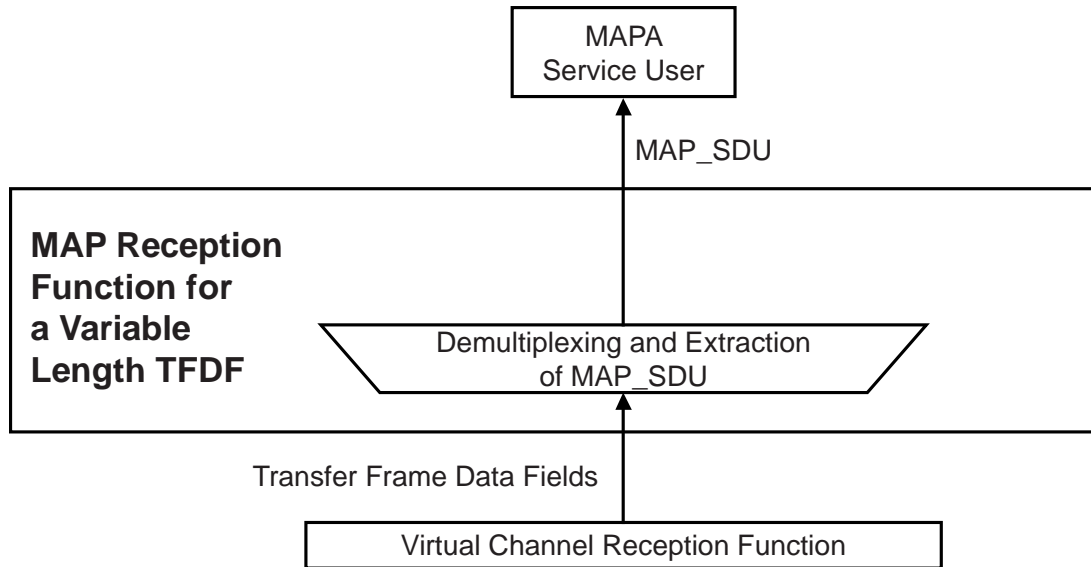 MAPA
Service User
MAP_SDU
MAP Reception
Function for
a Variable
Length TFDF
Demultiplexing and Extraction
of MAP_SDU
Transfer Frame Data Fields
Virtual Channel Reception Function